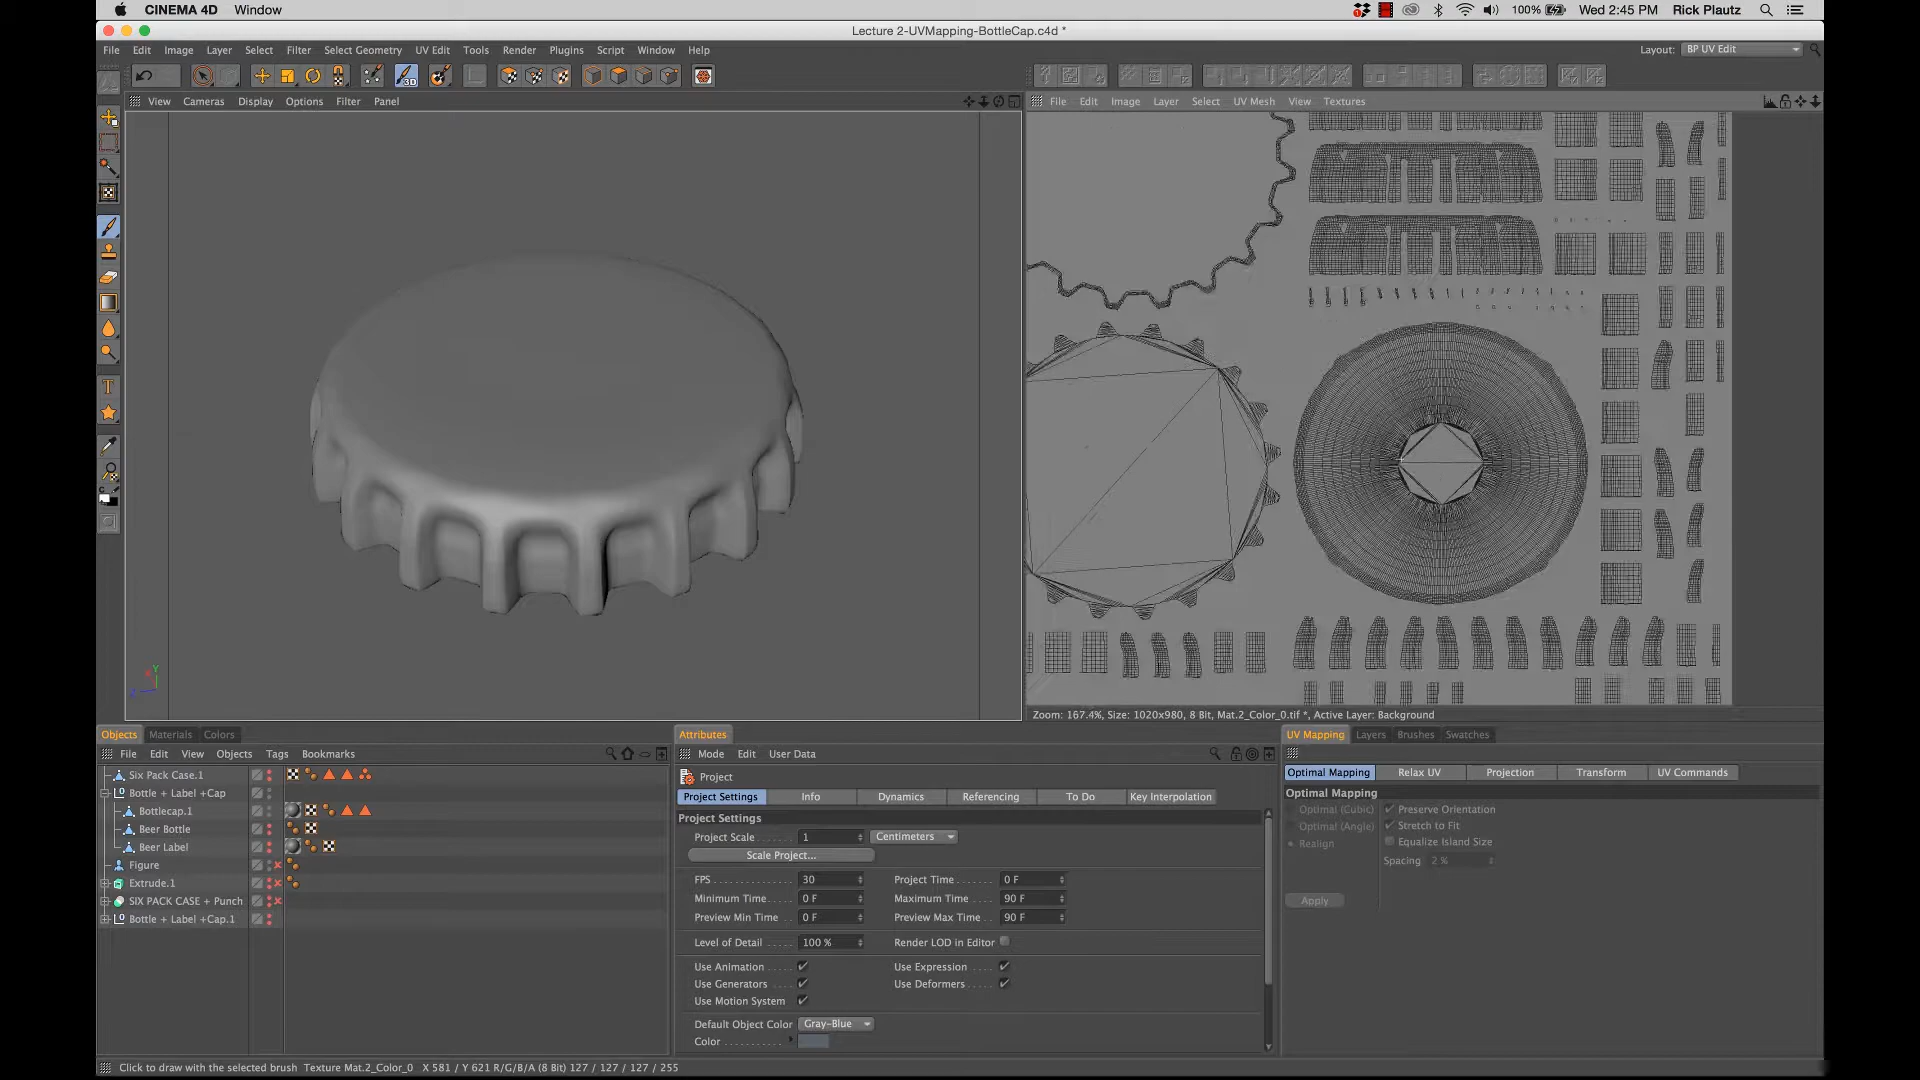 CINEMA 4D Window 100% Wed 2:45 PM Rick Plautz
Lecture 2-UVMapping-BottleCap.c4d *
File Edit Image Layer Select Filter Select Geometry UV Edit Tools Render Plugins Script Window Help Layout: BP UV Edit
3D
View Cameras Display Options Filter Panel
File Edit Image Layer Select UV Mesh View Textures
T
Y
X
Z
Zoom: 167.4%, Size: 1020x980, 8 Bit, Mat.2_Color_0.tif *, Active Layer: Background
Objects Materials Colors
File Edit View Objects Tags Bookmarks
Six Pack Case.1
Bottle + Label +Cap
Bottlecap.1
Beer Bottle
Beer Label
Figure
Extrude.1
SIX PACK CASE + Punch
Bottle + Label +Cap.1
Attributes
Mode Edit User Data
Project
Project Settings Info Dynamics Referencing To Do Key Interpolation
Project Settings
Project Scale 1 Centimeters
Scale Project...
FPS 30 Project Time 0 F
Minimum Time 0 F Maximum Time 90 F
Preview Min Time 0 F Preview Max Time 90 F
Level of Detail 100 % Render LOD in Editor
Use Animation Use Expression
Use Generators Use Deformers
Use Motion System
Default Object Color Gray-Blue
Color
UV Mapping Layers Brushes Swatches
Optimal Mapping Relax UV Projection Transform UV Commands
Optimal Mapping
Optimal (Cubic) Preserve Orientation
Optimal (Angle) Stretch to Fit
Realign Equalize Island Size
Spacing 2 %
Apply
Click to draw with the selected brush Texture Mat.2_Color_0 X 581 / Y 621 R/G/B/A (8 Bit) 127 / 127 / 127 / 255